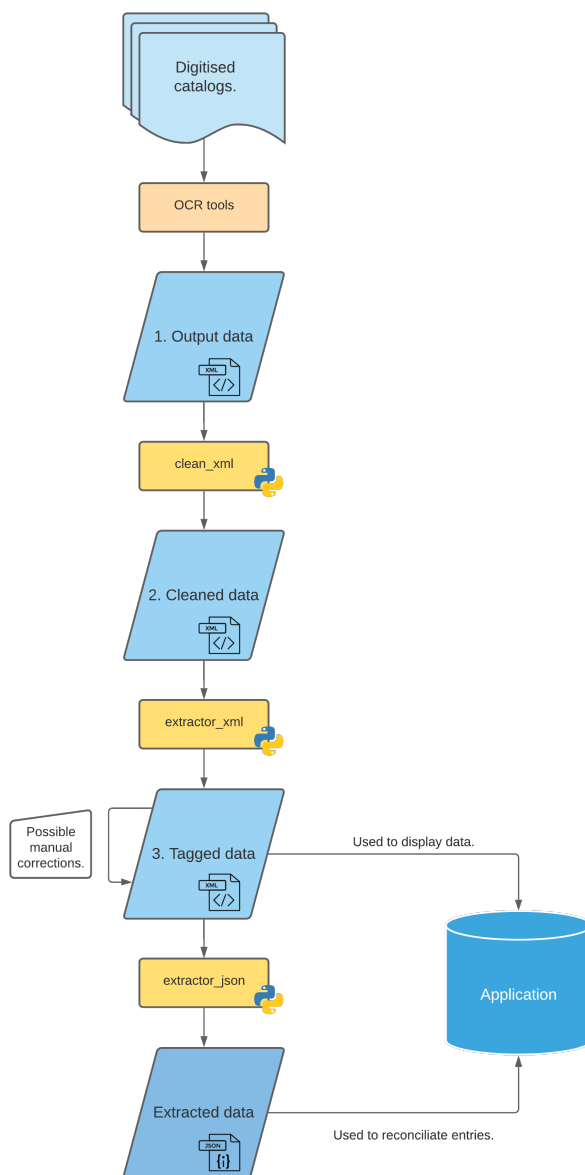 Digitised
catalogs.
OCR tools
1. Output data
XML
</>
clean_xml
2. Cleaned data
XML
</>
extractor_xml
Possible
manual
corrections.
3. Tagged data
XML
</>
Used to display data.
extractor_json
Application
Extracted data
JSON
{i}
Used to reconciliate entries.